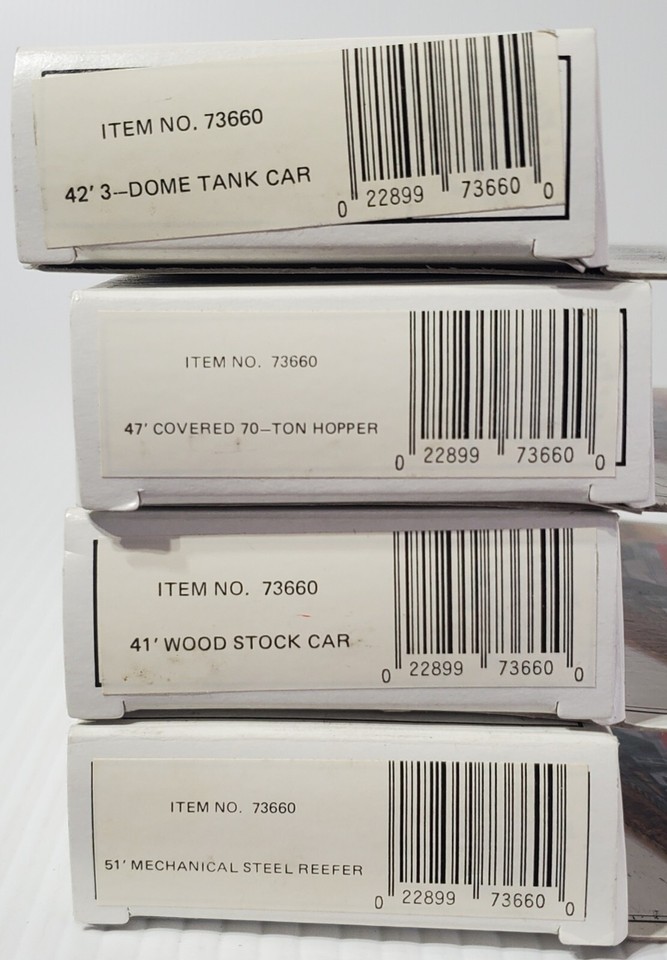 ITEM NO. 73660
42' 3–DOME TANK CAR
0 22899 73660 0
ITEM NO. 73660
47' COVERED 70–TON HOPPER
0 22899 73660 0
ITEM NO. 73660
41' WOOD STOCK CAR
0 22899 73660 0
ITEM NO. 73660
51' MECHANICAL STEEL REEFER
0 22899 73660 0